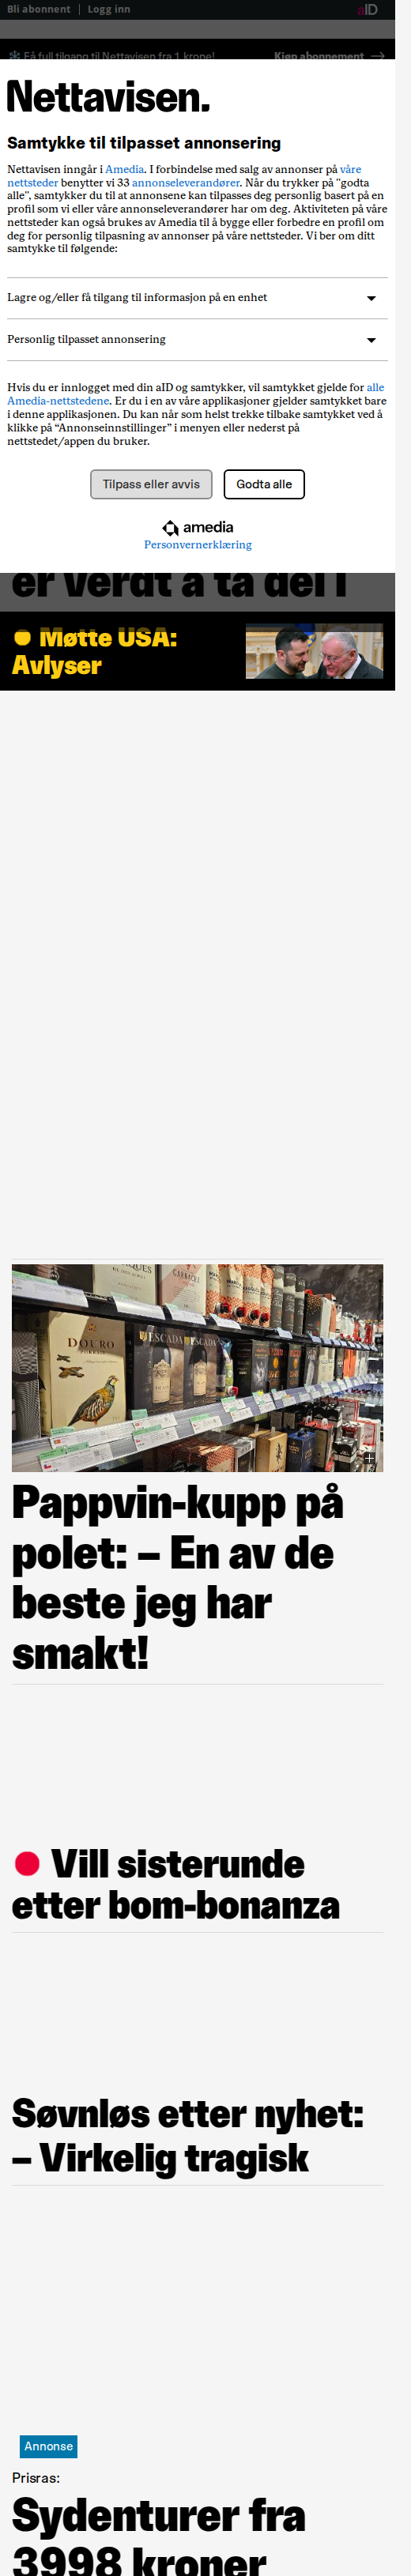 Bli abonnent | Logg inn
aID
Få full tilgang til Nettavisen fra 1 krone!
Kjøp abonnement →
Nettavisen.
Samtykke til tilpasset annonsering
Nettavisen inngår i Amedia. I forbindelse med salg av annonser på våre
nettsteder benytter vi 33 annonseleverandører. Når du trykker på "godta
alle", samtykker du til at annonsene kan tilpasses deg personlig basert på en
profil som vi eller våre annonseleverandører har om deg. Aktiviteten på våre
nettsteder kan også brukes av Amedia til å bygge eller forbedre en profil om
deg for personlig tilpasning av annonser på våre nettsteder. Vi ber om ditt
samtykke til følgende:
Lagre og/eller få tilgang til informasjon på en enhet
Personlig tilpasset annonsering
Hvis du er innlogget med din aID og samtykker, vil samtykket gjelde for alle
Amedia-nettstedene. Er du i en av våre applikasjoner gjelder samtykket bare
i denne applikasjonen. Du kan når som helst trekke tilbake samtykket ved å
klikke på “Annonseinnstillinger” i menyen eller nederst på
nettstedet/appen du bruker.
Tilpass eller avvis
Godta alle
amedia
Personvernerklæring
er verdt å ta del i
Møtte USA:
Avlyser
DOURO
ESCADA
Pappvin-kupp på
polet: – En av de
beste jeg har
smakt!
Vill sisterunde
etter bom-bonanza
Søvnløs etter nyhet:
– Virkelig tragisk
Annonse
Prisras:
Sydenturer fra
3998 kroner